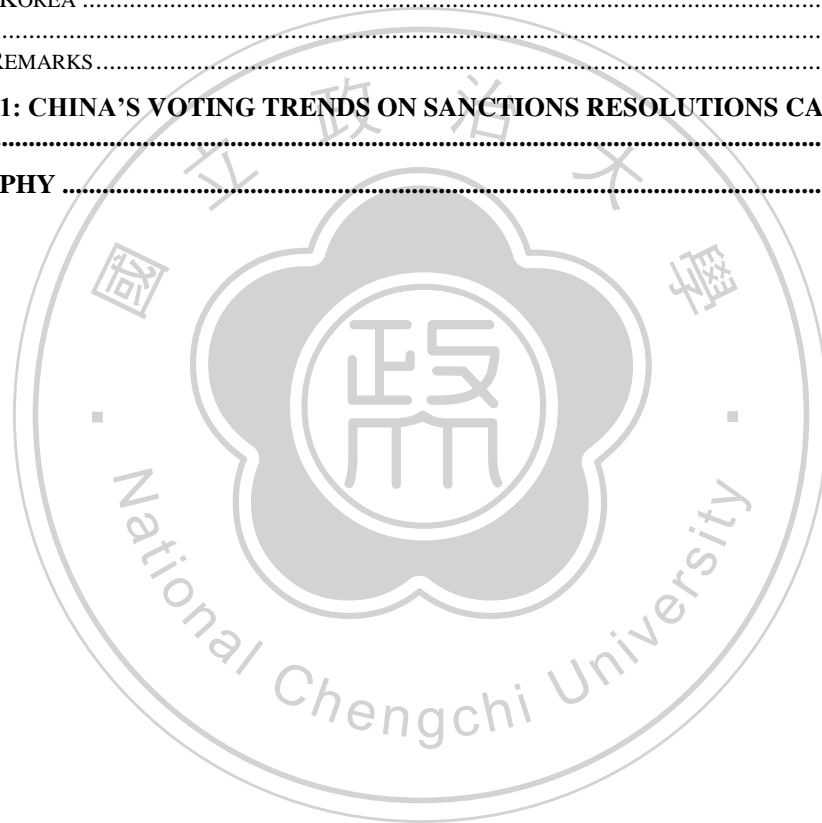 KOREA ....................................................................................................
....................................................................................................
REMARKS....................................................................................................
1: CHINA’S VOTING TRENDS ON SANCTIONS RESOLUTIONS CA
....................................................................................................
PHY ....................................................................................................
國立政治大學
政
National Chengchi University